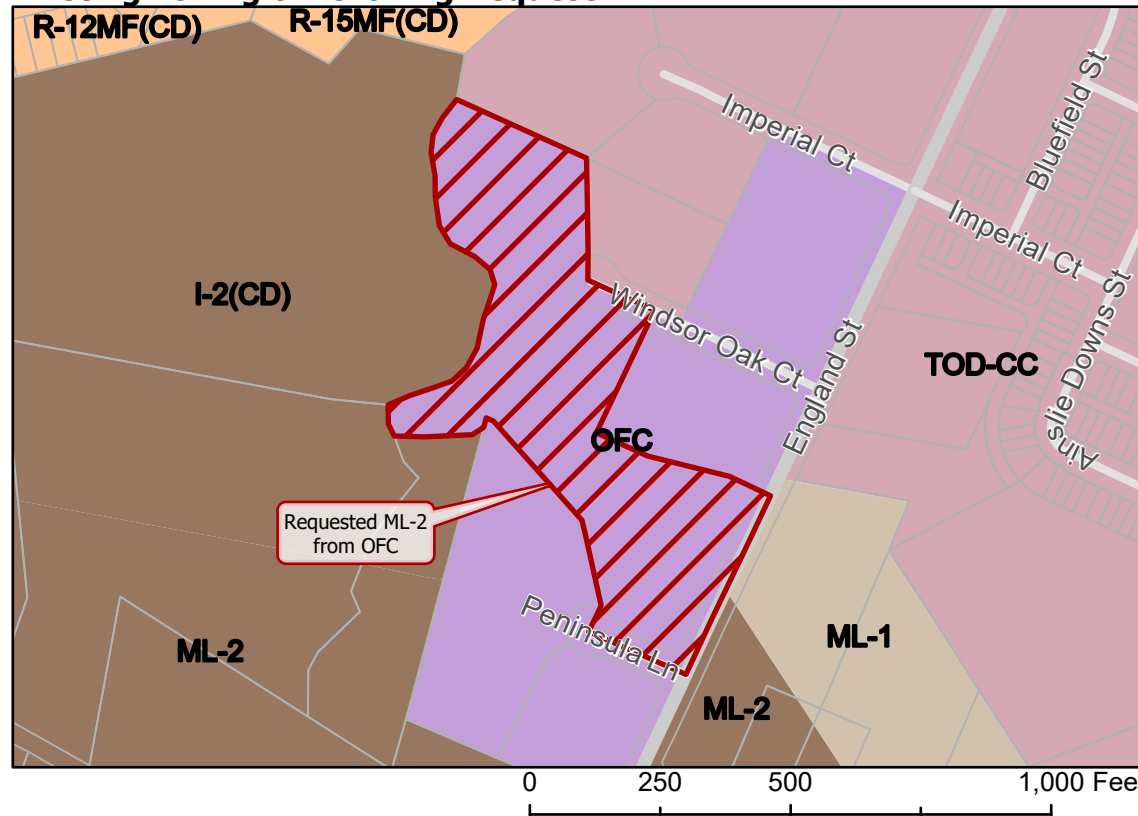 R-12MF(CD)
R-15MF(CD)
Imperial Ct
Bluefield St
Imperial Ct
I-2(CD)
Windsor Oak Ct
England St
TOD-CC
Ainslie Downs St
OFC
Requested ML-2
from OFC
Peninsula Ln
ML-1
ML-2
ML-2
0 250 500 1,000 Fee